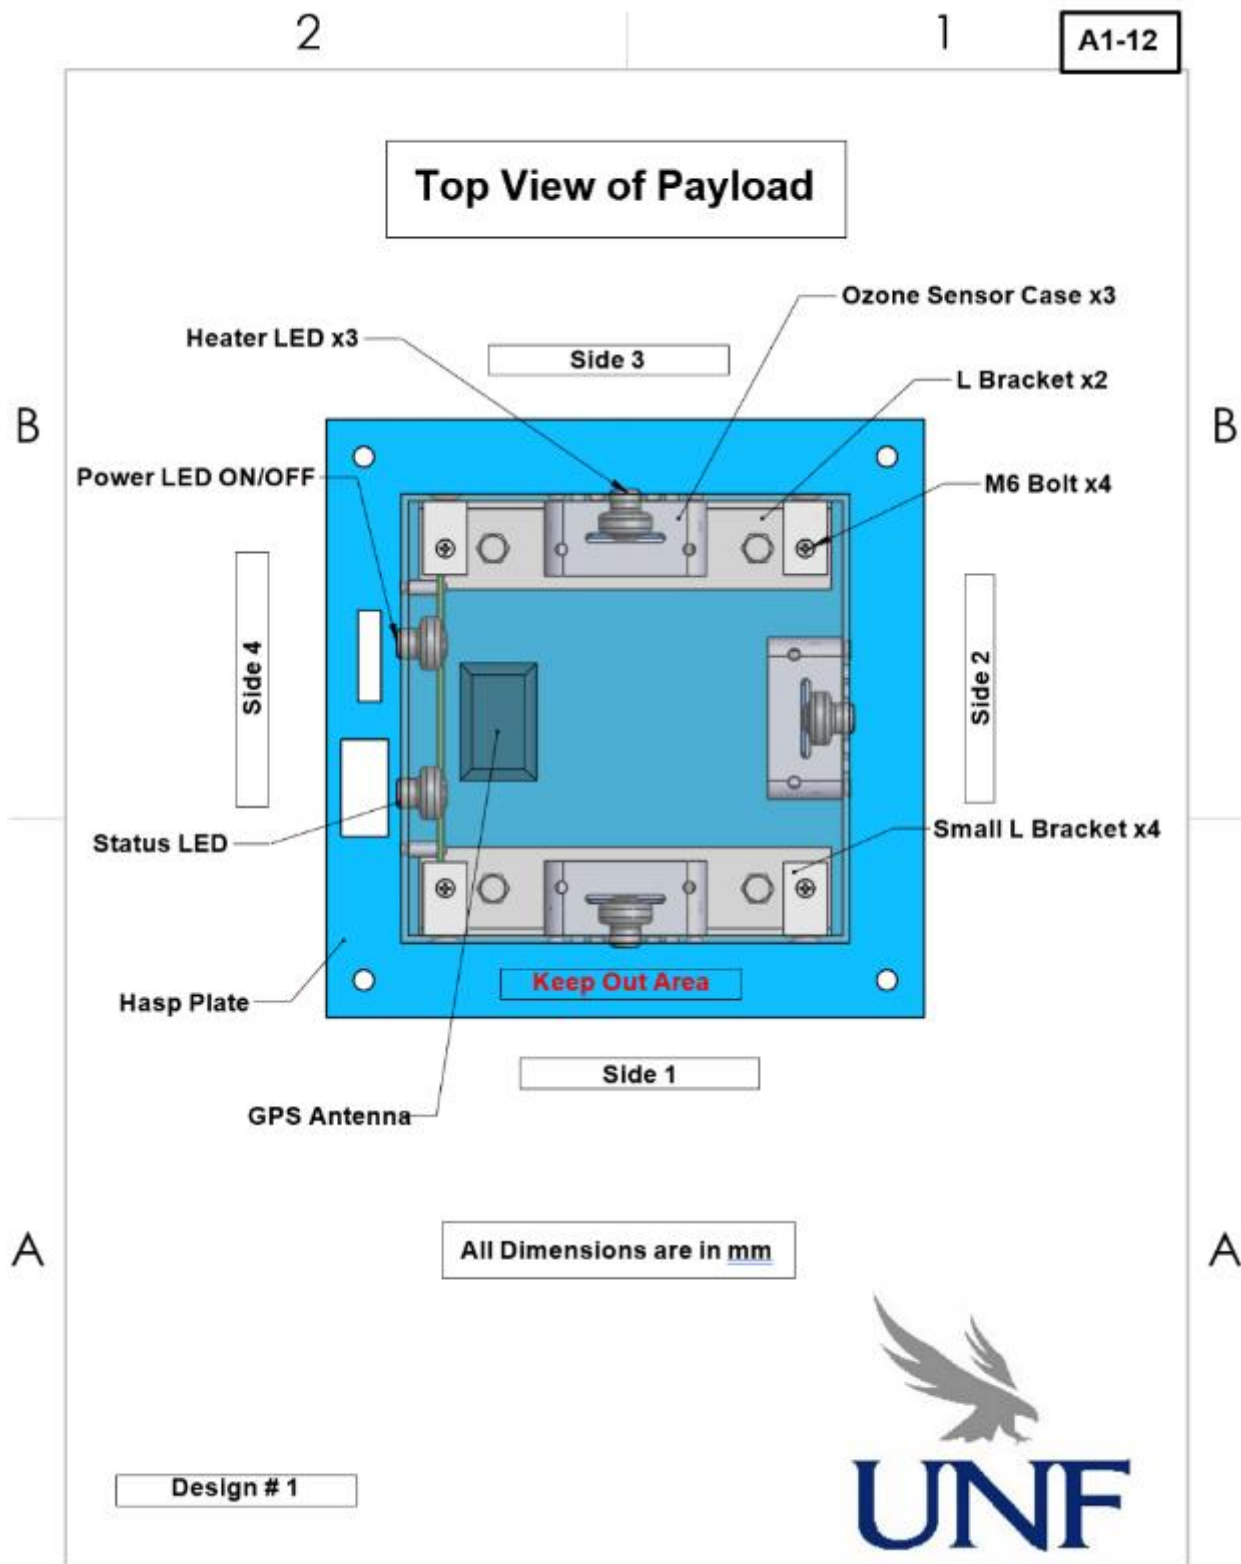 2
1
A1-12
Top View of Payload
Ozone Sensor Case x3
Heater LED x3
Side 3
L Bracket x2
B
B
Power LED ON/OFF
M6 Bolt x4
Side 4
Side 2
Small L Bracket x4
Status LED
Keep Out Area
Hasp Plate
Side 1
GPS Antenna
All Dimensions are in mm
A
A
Design # 1
UNF